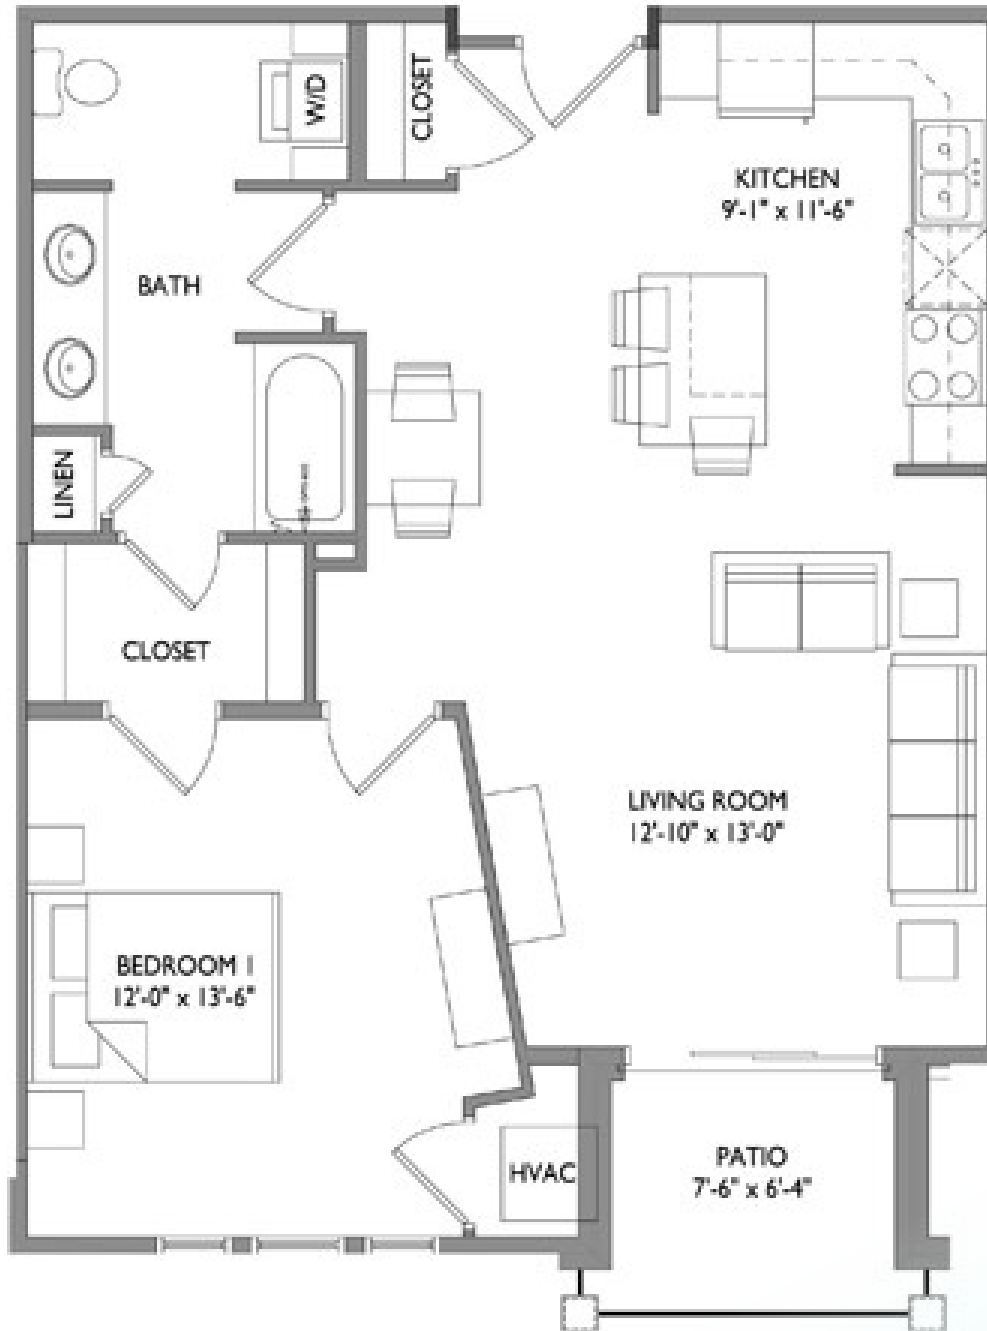 W/D
CLOSET
KITCHEN
9'-1" x 11'-6"
BATH
LINEN
CLOSET
LIVING ROOM
12'-10" x 13'-0"
BEDROOM 1
12'-0" x 13'-6"
HVAC
PATIO
7'-6" x 6'-4"